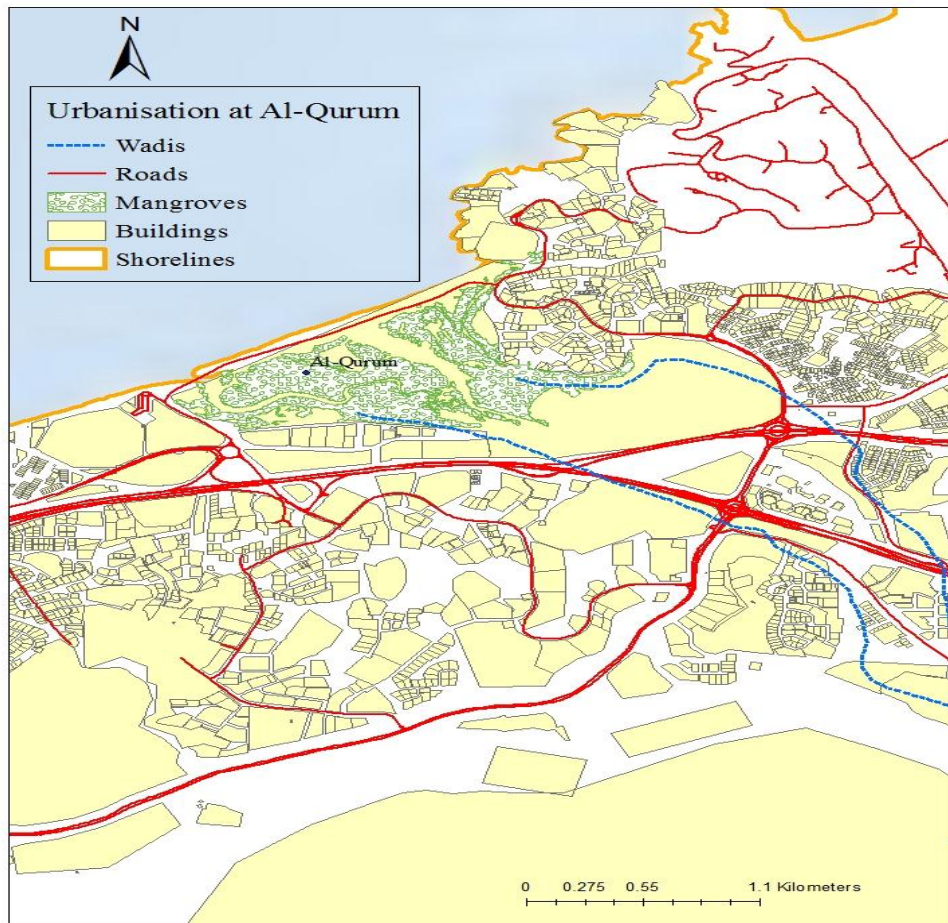 N
Urbanisation at Al-Qurum
Wadis
Roads
Mangroves
Buildings
Shorelines
Al-Qurum
0 0.275 0.55 1.1 Kilometers